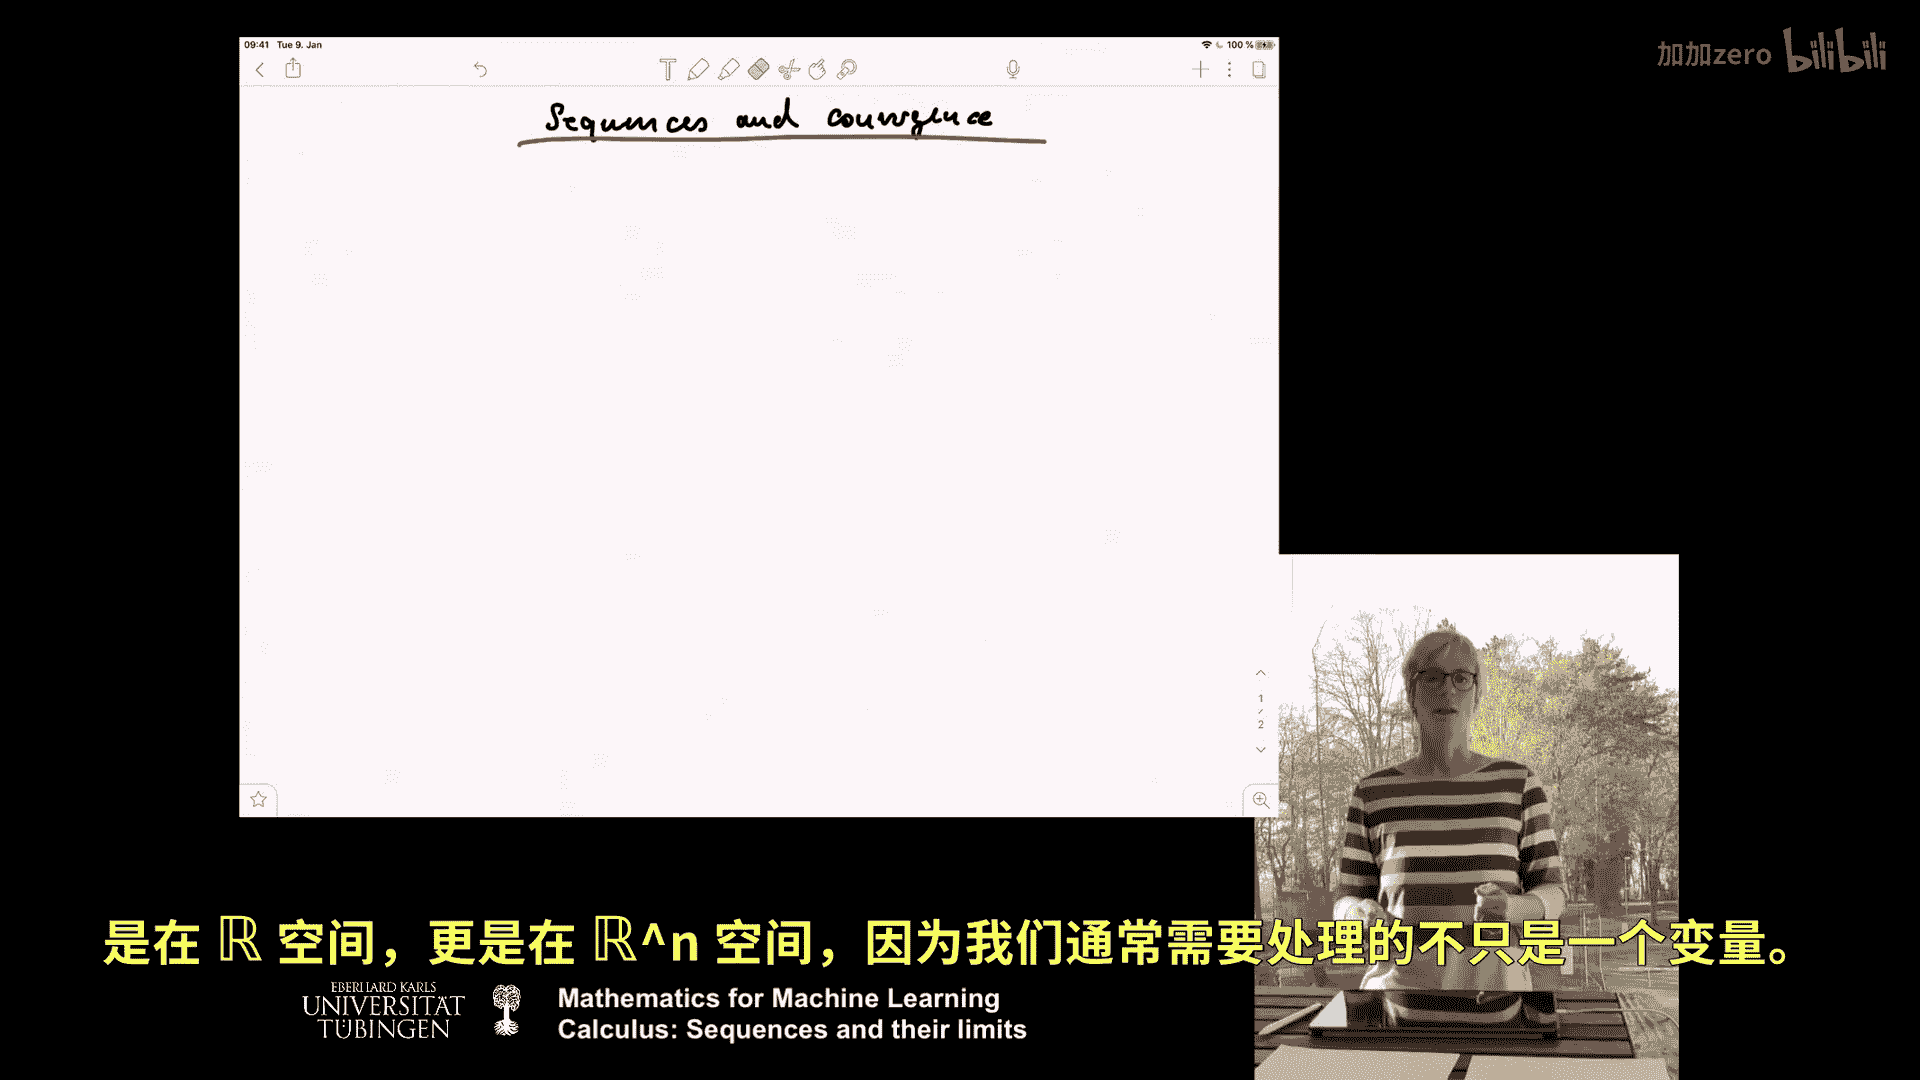 09:41 Tue 9. Jan
100 %
加加zero bilibili
T
Sequences and convergence
1
/
2
是在 ℝ 空间，更是在 ℝ^n 空间，因为我们通常需要处理的不只是一个变量。
EBERHARD KARLS
UNIVERSITÄT
TÜBINGEN
Mathematics for Machine Learning
Calculus: Sequences and their limits